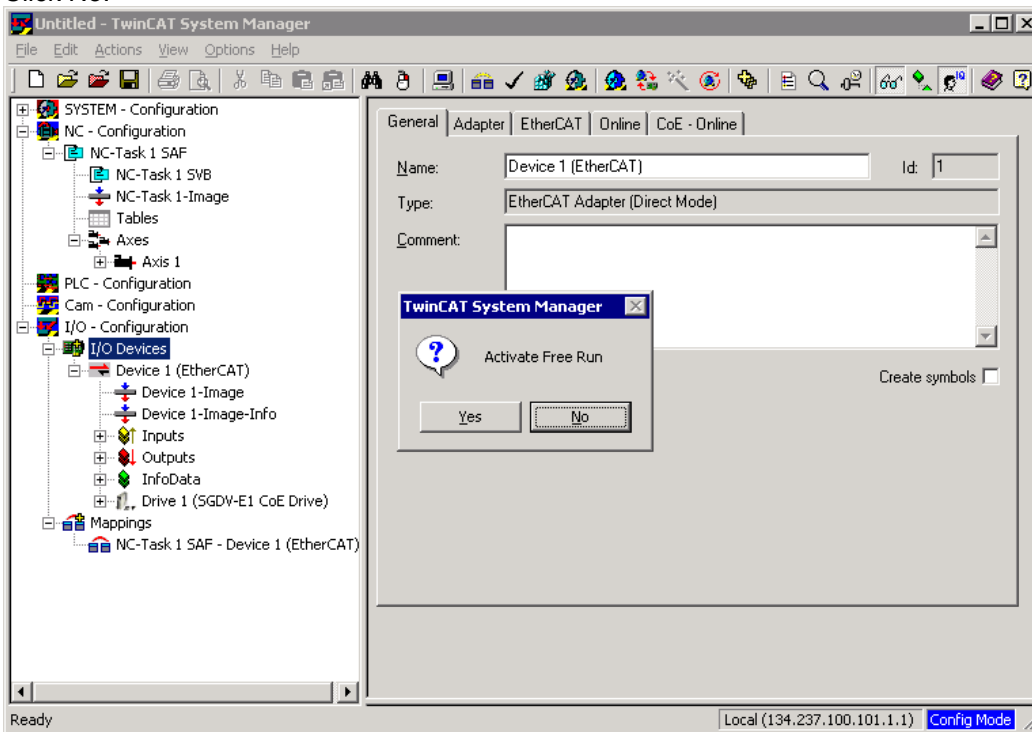 Untitled - TwinCAT System Manager
File Edit Actions View Options Help
SYSTEM - Configuration
NC - Configuration
NC-Task 1 SAF
NC-Task 1 SVB
NC-Task 1-Image
Tables
Axes
Axis 1
PLC - Configuration
Cam - Configuration
I/O - Configuration
I/O Devices
Device 1 (EtherCAT)
Device 1-Image
Device 1-Image-Info
Inputs
Outputs
InfoData
Drive 1 (SGDV-E1 CoE Drive)
Mappings
NC-Task 1 SAF - Device 1 (EtherCAT)
General Adapter EtherCAT Online CoE - Online
Name: Device 1 (EtherCAT) Id: 1
Type: EtherCAT Adapter (Direct Mode)
Comment:
TwinCAT System Manager
Activate Free Run
Yes No
Create symbols
Ready Local (134.237.100.101.1.1) Config Mode